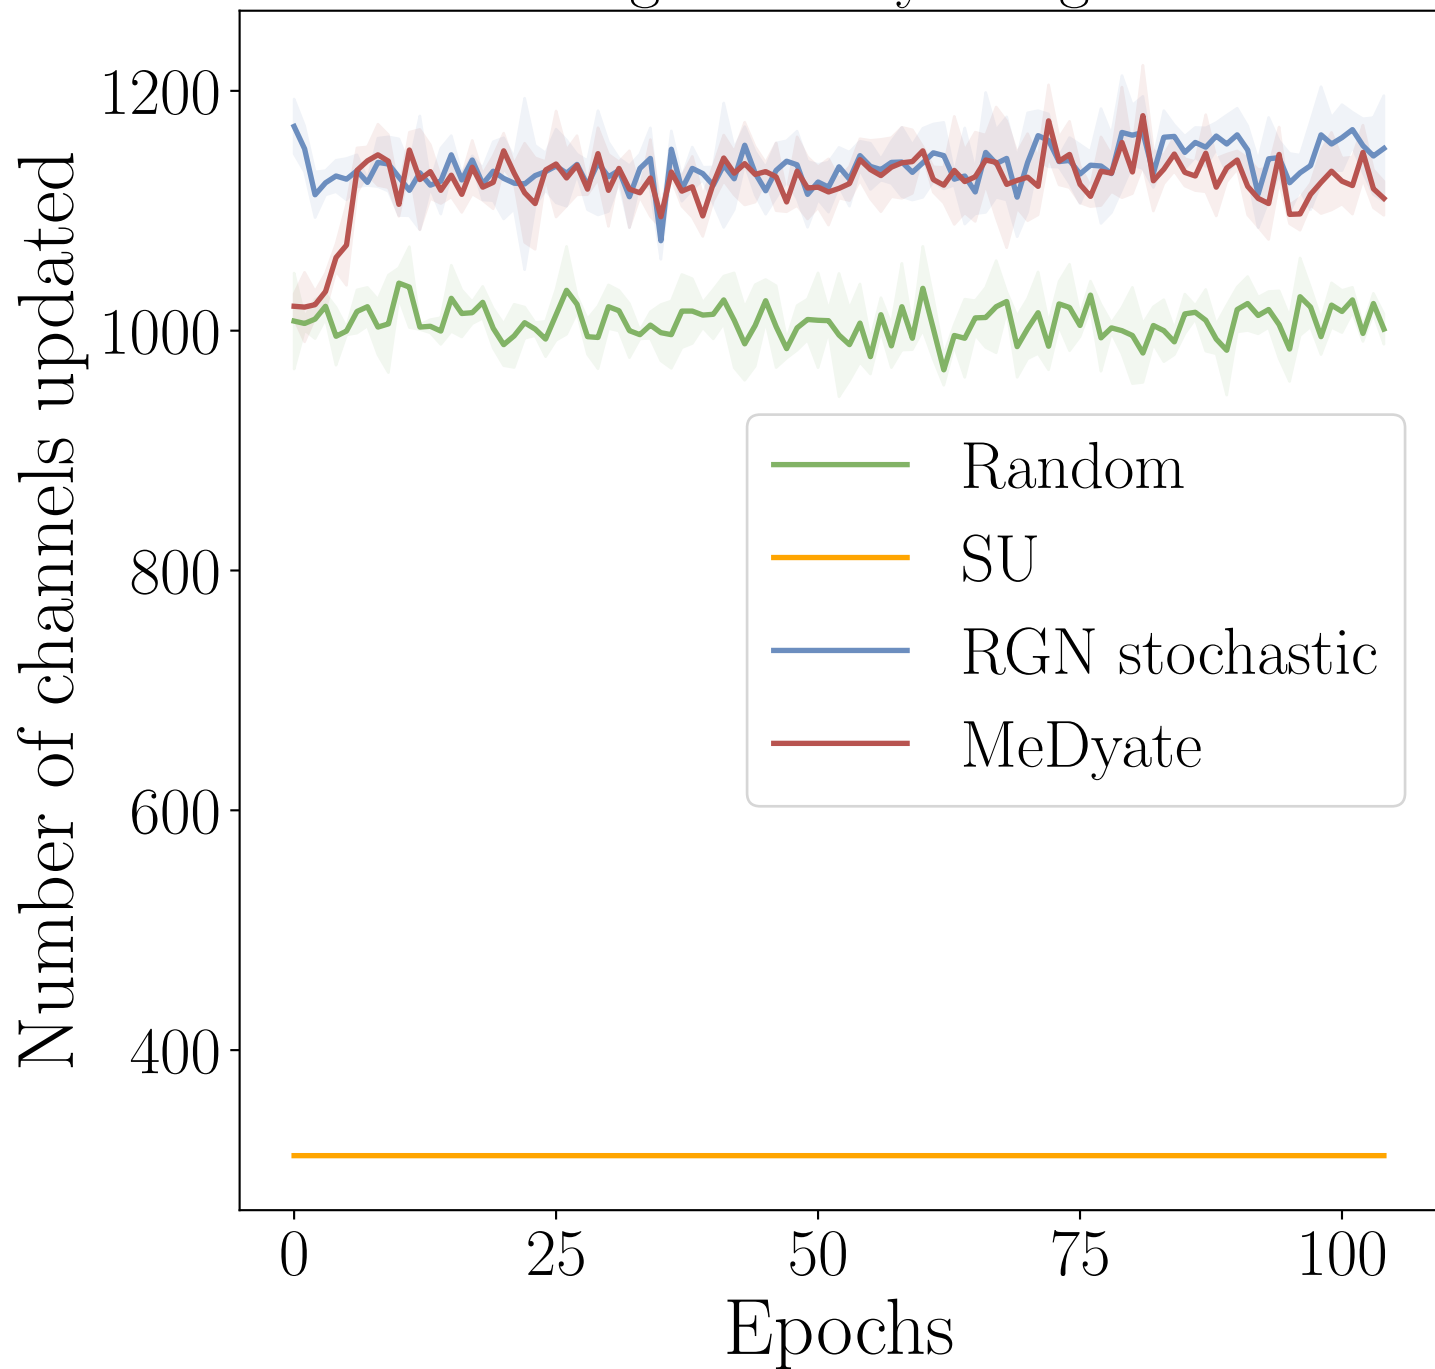 Number of channels updated
1200
1000
800
600
400
Random
SU
RGN stochastic
MeDyate
0 25 50 75 100
Epochs